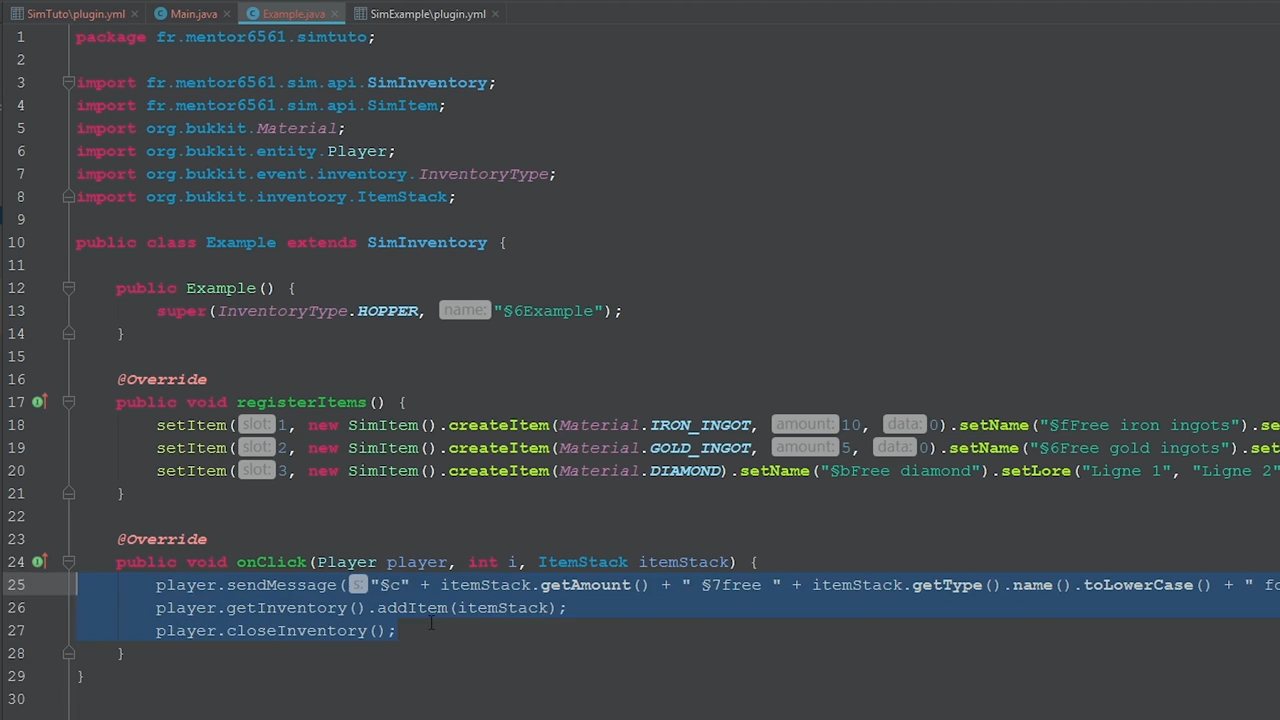 SimTuto\plugin.yml Main.java Example.java SimExample\plugin.yml
1 package fr.mentor6561.simtuto;
2
3 import fr.mentor6561.sim.api.SimInventory;
4 import fr.mentor6561.sim.api.SimItem;
5 import org.bukkit.Material;
6 import org.bukkit.entity.Player;
7 import org.bukkit.event.inventory.InventoryType;
8 import org.bukkit.inventory.ItemStack;
9
10 public class Example extends SimInventory {
11
12 public Example() {
13 super(InventoryType.HOPPER, name: "§6Example");
14 }
15
16 @Override
17 public void registerItems() {
18 setItem( slot: 1, new SimItem().createItem(Material.IRON_INGOT, amount: 10, data: 0).setName("§fFree iron ingots").se
19 setItem( slot: 2, new SimItem().createItem(Material.GOLD_INGOT, amount: 5, data: 0).setName("§6Free gold ingots").set
20 setItem( slot: 3, new SimItem().createItem(Material.DIAMOND).setName("§bFree diamond").setLore("Ligne 1", "Ligne 2"
21 }
22
23 @Override
24 public void onClick(Player player, int i, ItemStack itemStack) {
25 player.sendMessage( s: "§c" + itemStack.getAmount() + " §7free " + itemStack.getType().name().toLowerCase() + " fo
26 player.getInventory().addItem(itemStack);
27 player.closeInventory();
28 }
29 }
30